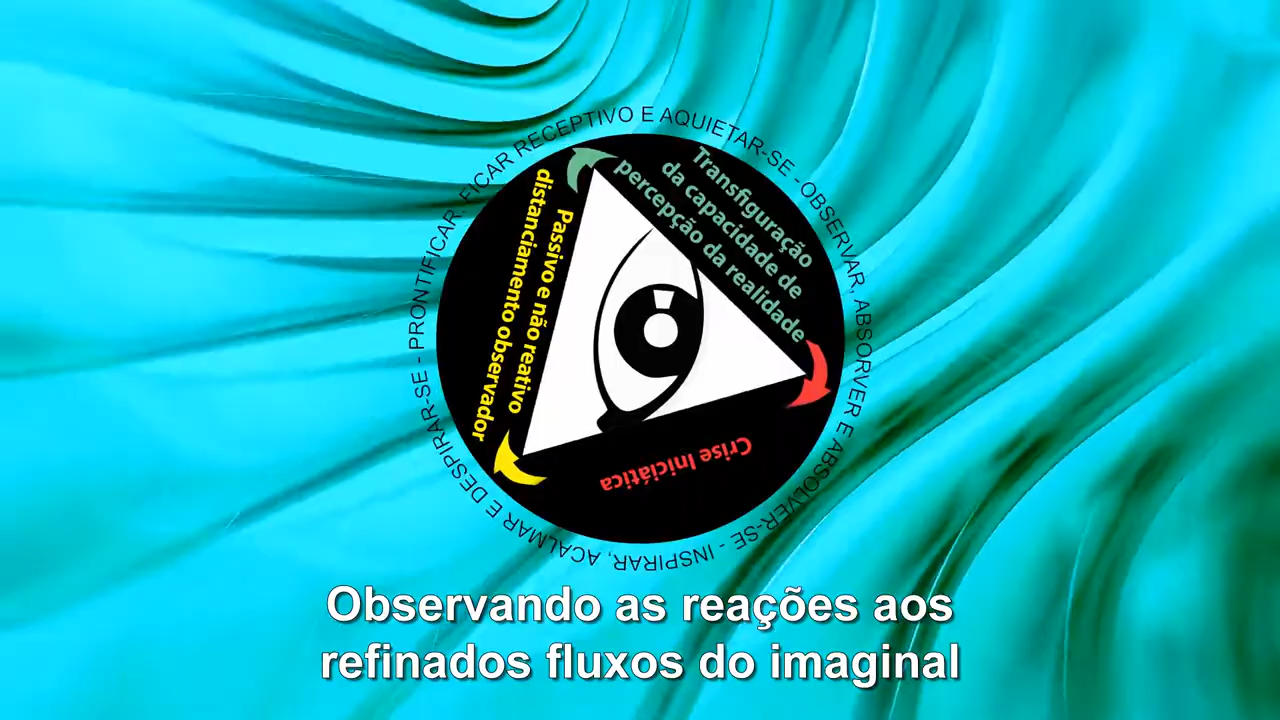 PRONTIFICAR, FICAR RECEPTIVO E AQUIETAR-SE - OBSERVAR, ABSORVER E ABSOLVER-SE - INSPIRAR, ACALMAR E DESPIRAR-SE -
Transfiguração
da capacidade de
percepção da realidade
Crise Iniciática
Passivo e não reativo
distanciamento observador
Observando as reações aos
refinados fluxos do imaginal